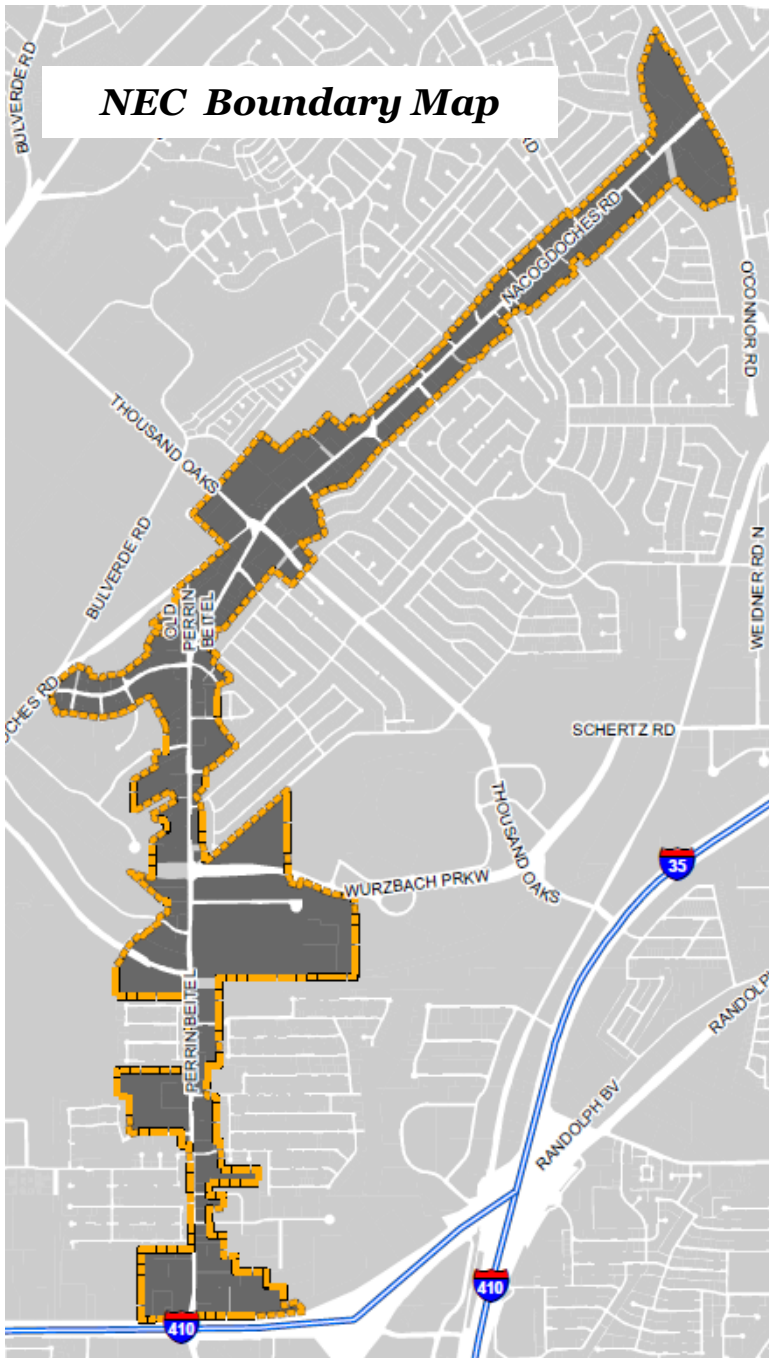 BULVERDE RD
NEC Boundary Map
RD
NACOGDOCHES RD
O'CONNOR RD
THOUSAND OAKS
BULVERDE RD
OLD
PERRIN
BEITEL
WEIDNER RD N
OCHES RD
SCHERTZ RD
THOUSAND OAKS
35
WURZBACH PRKW
PERRIN BEITEL
RANDOLPH
RANDOLPH BV
410
410